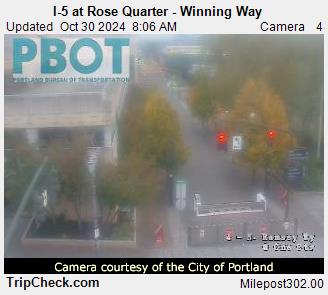 I-5 at Rose Quarter - Winning Way
Updated Oct 30 2024 8:06 AM Camera 4
PBOT
PORTLAND BUREAU OF TRANSPORTATION
Camera courtesy of the City of Portland
TripCheck.com Milepost302.00